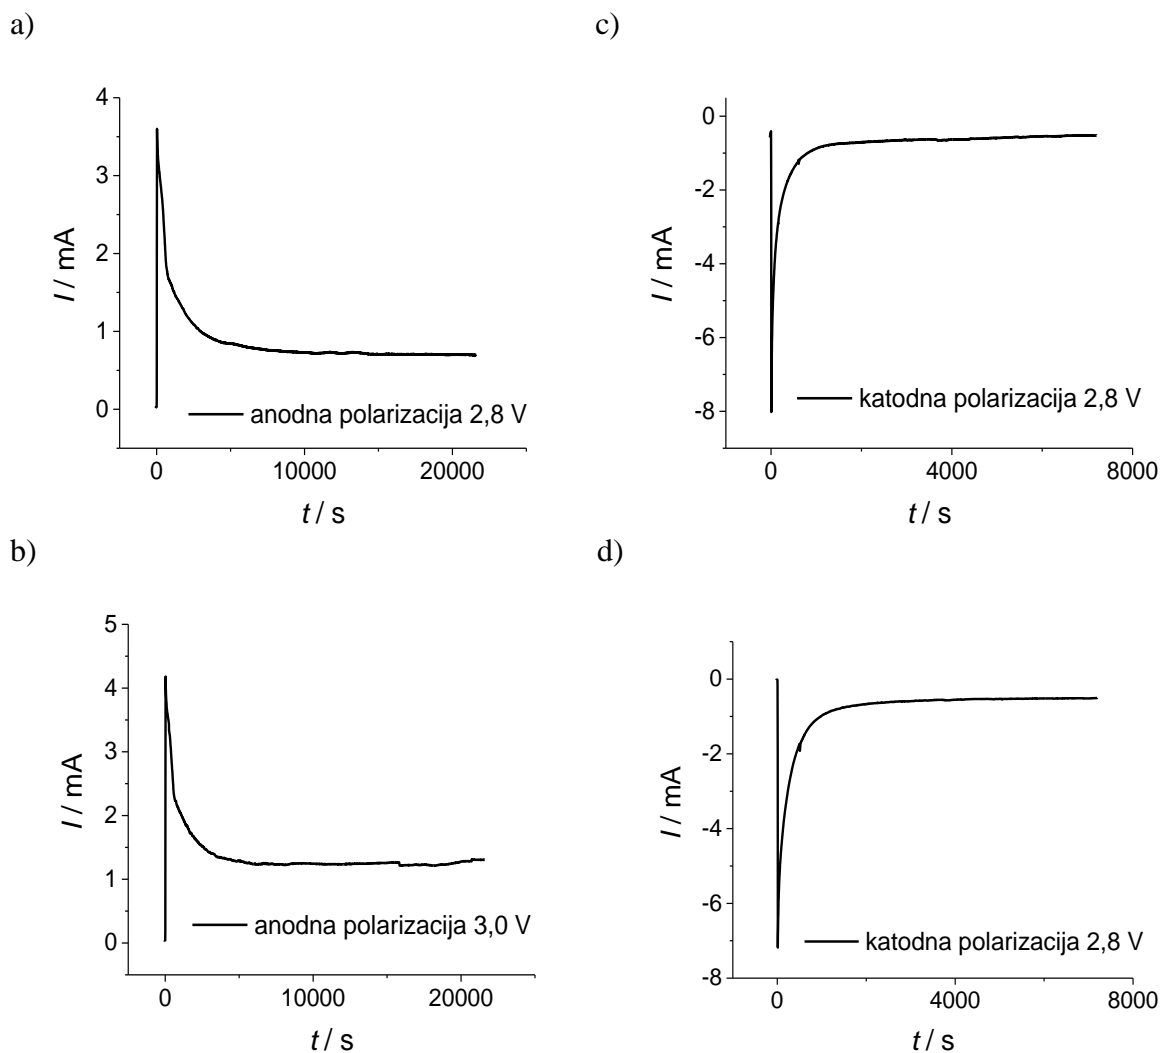 a)
4
3
2
1
0
I / mA
anodna polarizacija 2,8 V
0 10000 20000
t / s
c)
0
-2
-4
-6
-8
I / mA
katodna polarizacija 2,8 V
0 4000 8000
t / s
b)
5
4
3
2
1
0
I / mA
anodna polarizacija 3,0 V
0 10000 20000
t / s
d)
0
-2
-4
-6
-8
I / mA
katodna polarizacija 2,8 V
0 4000 8000
t / s